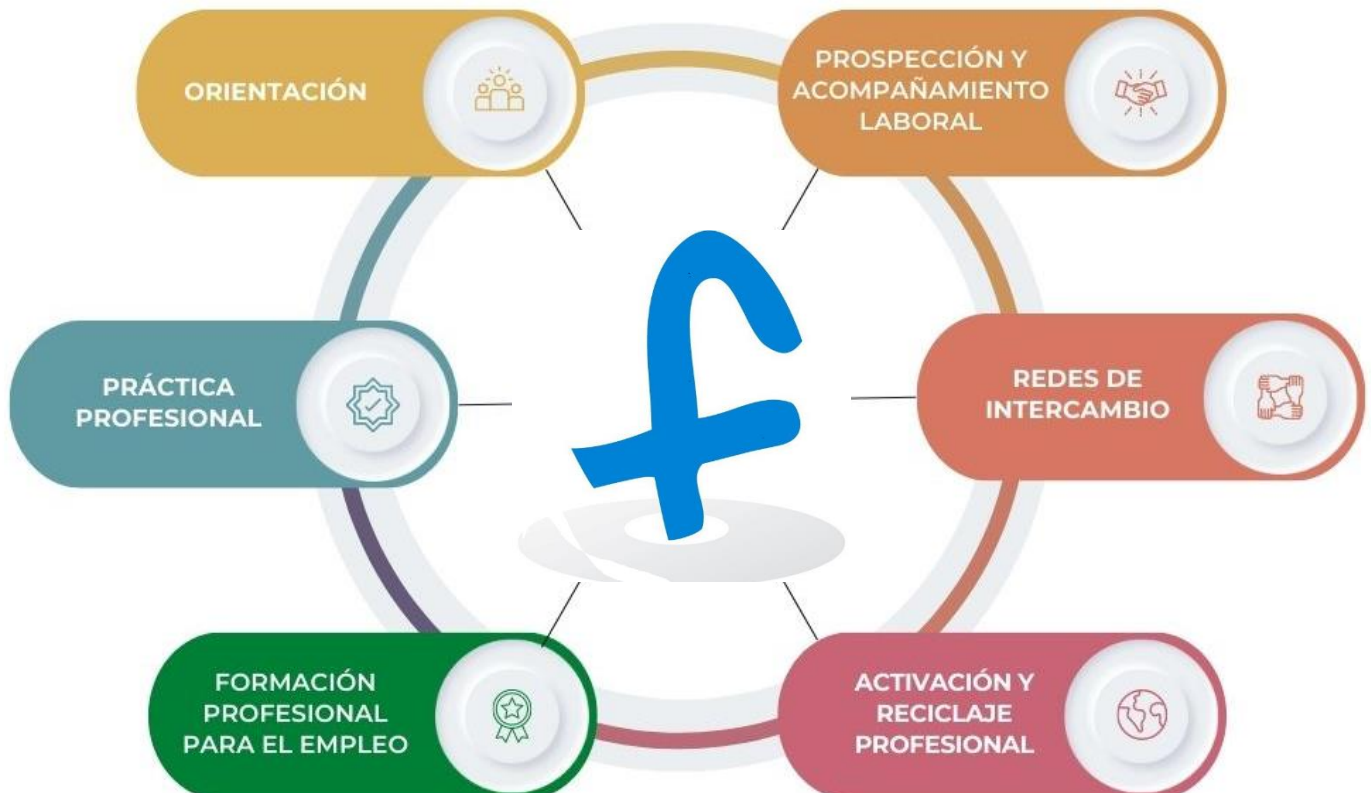 ORIENTACIÓN
PROSPECCIÓN Y
ACOMPAÑAMIENTO
LABORAL
PRÁCTICA
PROFESIONAL
REDES DE
INTERCAMBIO
FORMACIÓN
PROFESIONAL
PARA EL EMPLEO
ACTIVACIÓN Y
RECICLAJE
PROFESIONAL
f